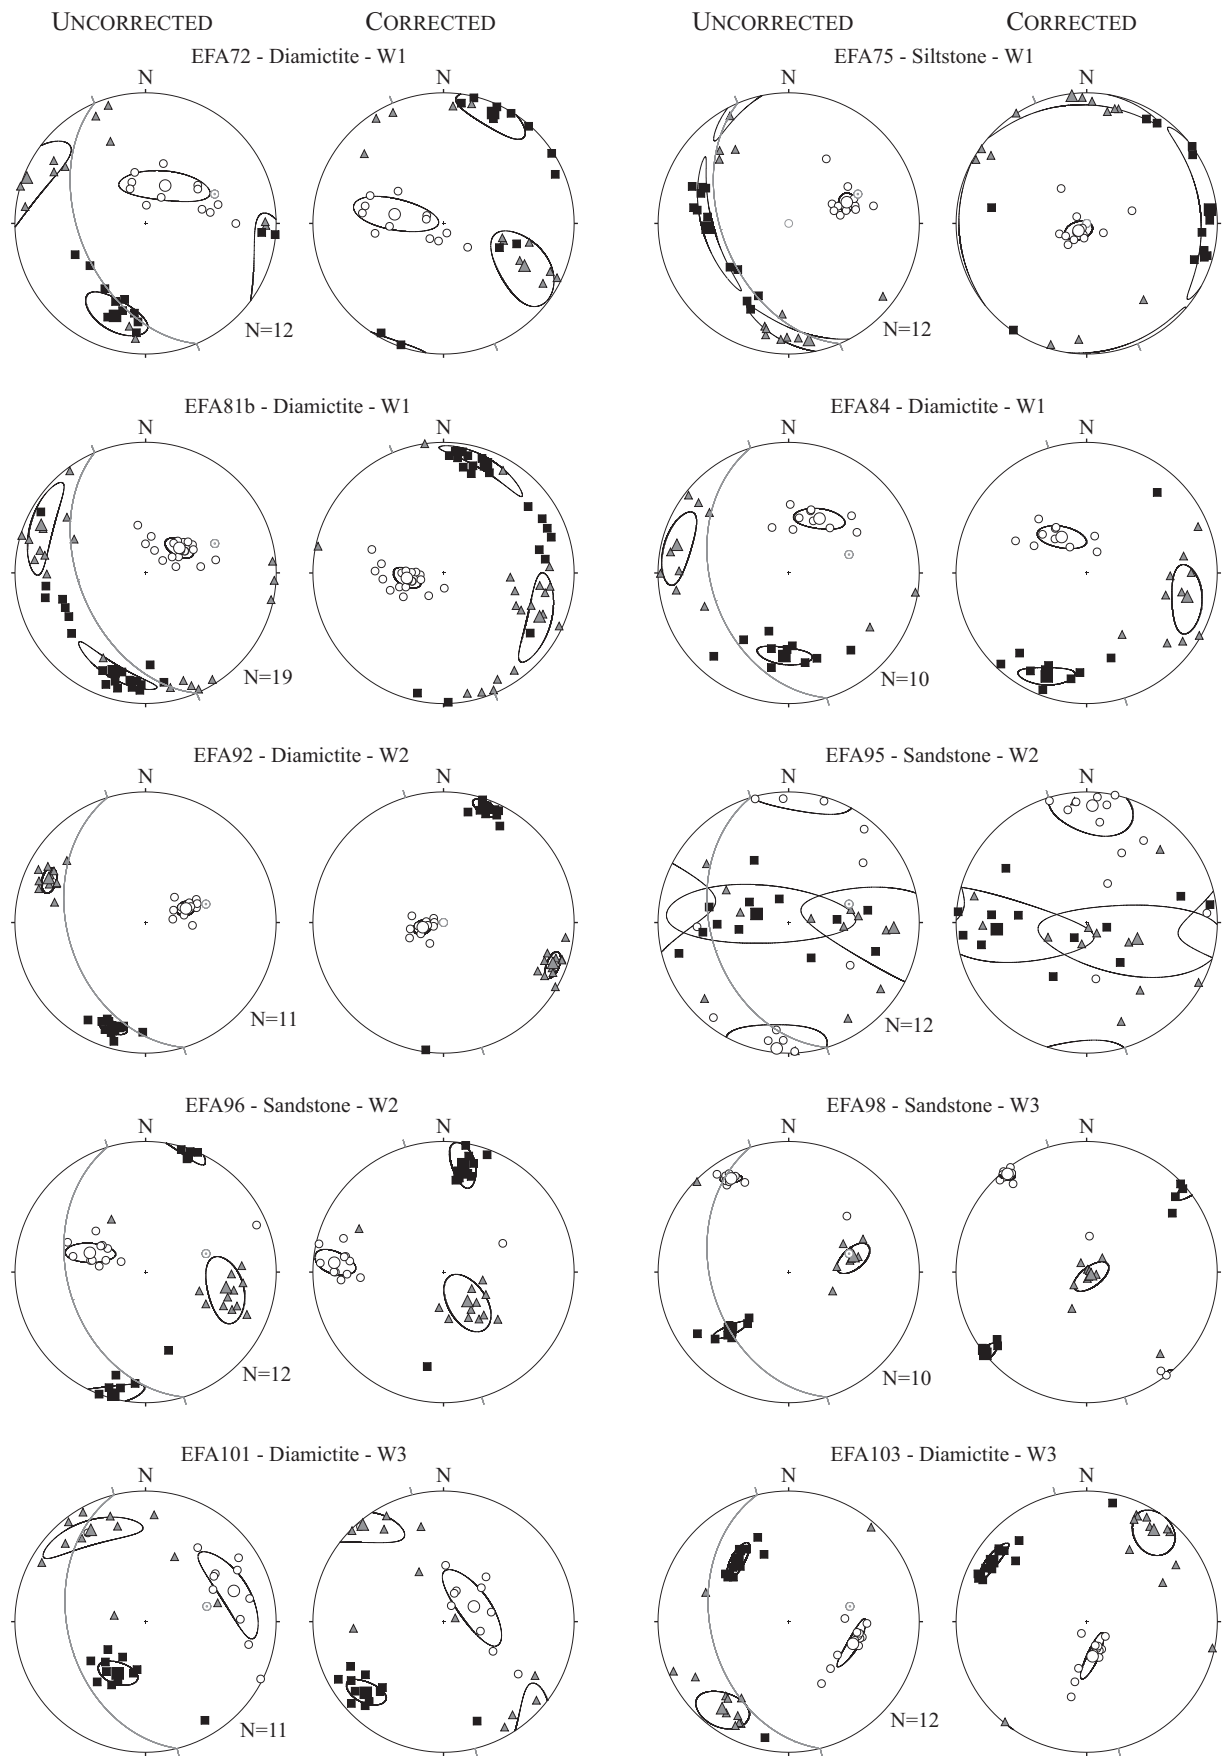 UNCORRECTED CORRECTED UNCORRECTED CORRECTED
EFA72 - Diamictite - W1 EFA75 - Siltstone - W1
N N N N
N=12 N=12
EFA81b - Diamictite - W1 EFA84 - Diamictite - W1
N N N N
N=19 N=10
EFA92 - Diamictite - W2 EFA95 - Sandstone - W2
N N N N
N=11 N=12
EFA96 - Sandstone - W2 EFA98 - Sandstone - W3
N N N N
N=12 N=10
EFA101 - Diamictite - W3 EFA103 - Diamictite - W3
N N N N
N=11 N=12